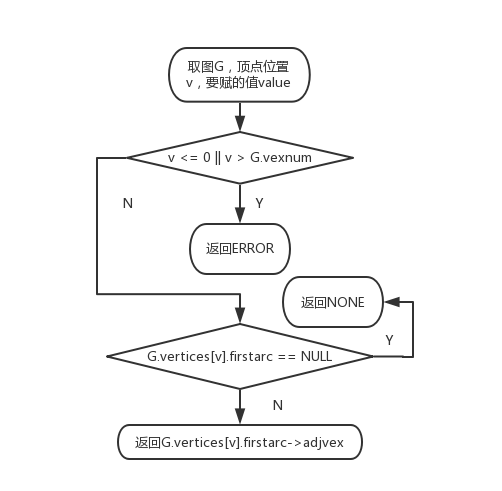 取图G，顶点位置
v，要赋的值value
v <= 0 || v > G.vexnum
N
Y
返回ERROR
返回NONE
Y
G.vertices[v].firstarc == NULL
N
返回G.vertices[v].firstarc->adjvex